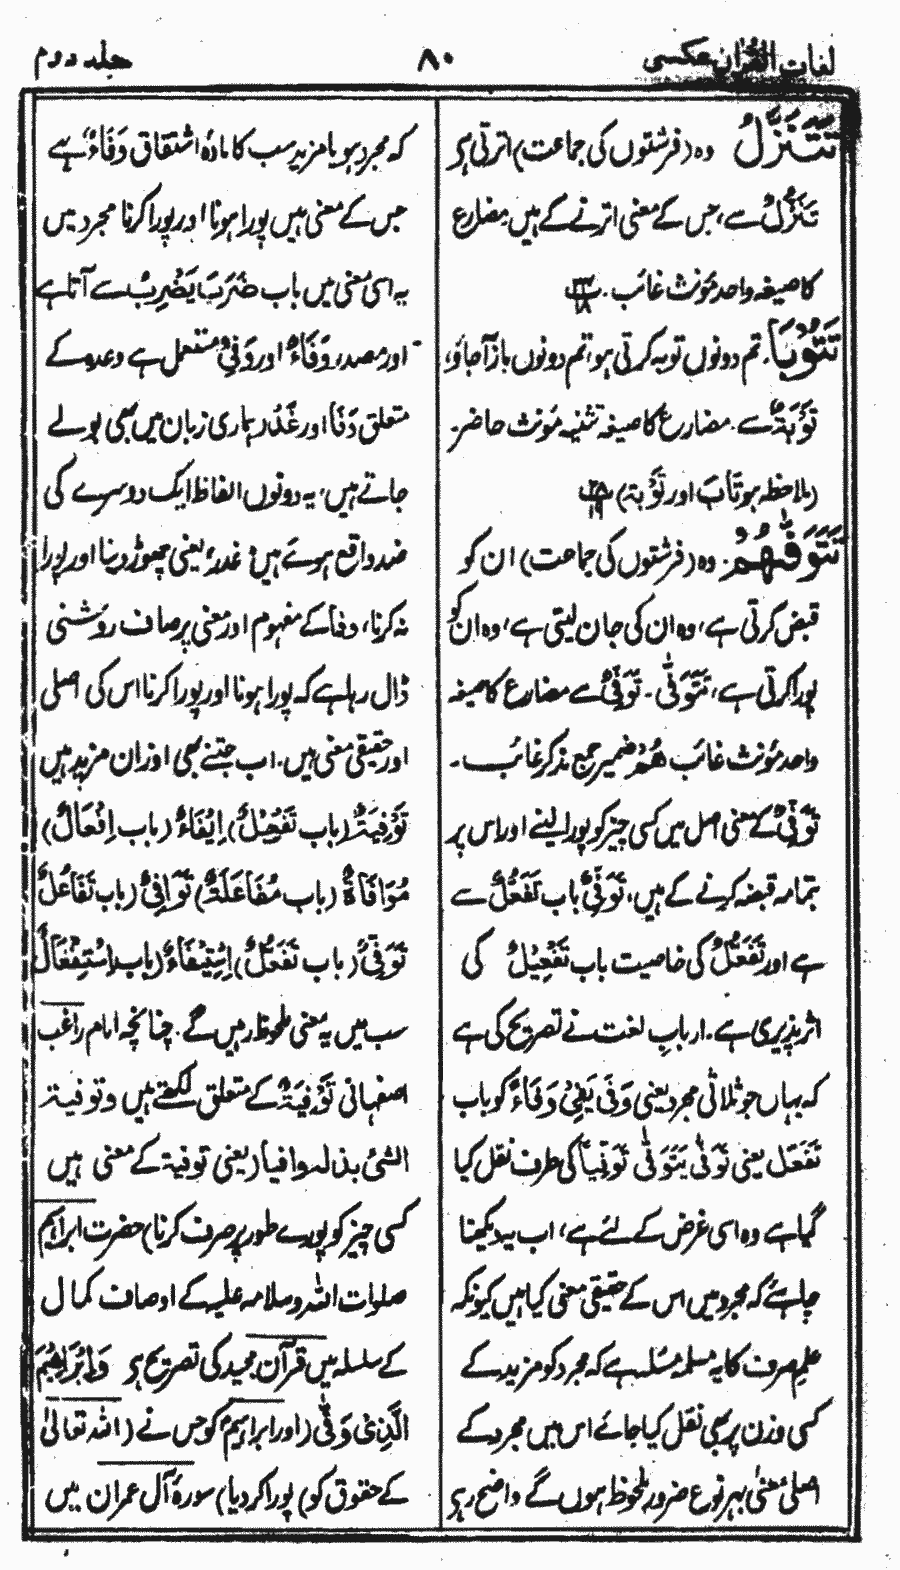 لغات القرآن عکسی
۸۰
جلد دوم
تَتَنَزَّلُ وہ (فرشتوں کی جماعت) اترتی ہے
تَنَزُّلٌ سے، جس کے معنی اترنے کے ہیں مضارع
کا صیغہ واحد مؤنث غائب.
تَتُوْبَا تم دونوں توبہ کرتی ہو، تم دونوں باز آجاؤ،
تَوْبَۃٌ سے. مضارع کا صیغہ تثنیہ مؤنث حاضر.
(ملاحظہ ہو تَابَ اور تَوْبَۃ)
تَتَوَفّٰھُمُ وہ (فرشتوں کی جماعت) ان کو
قبض کرتی ہے، وہ ان کی جان لیتی ہے، وہ ان کو
پورا کرتی ہے، تَتَوَفّٰی. تَوَفِّیٌ سے مضارع کا صیغہ
واحد مؤنث غائب ھُمْ ضمیر جمع مذکر غائب.
تَوَفِّیٌ کے معنی اصل میں کسی چیز کو پورا لینے اور اس پر
تمامہ قبضہ کرنے کے ہیں، تَوَفِّیٌ باب تَفَعُّلٌ سے
ہے اور تَفَعُّلٌ کی خاصیت باب تَفْعِیْلٌ کی
اثر پذیری ہے. اربابِ لغت نے تصریح کی ہے
کہ یہاں جو ثلاثی مجرد یعنی وَفٰی یَفِیْ وَفَاءً کو باب
تَفَعُّل یعنی تَوَفّٰی یَتَوَفّٰی تَوَفِّیاً کی طرف نقل کیا
گیا ہے وہ اسی غرض کے لئے ہے، اب یہ دیکھنا
چاہئے کہ مجرد میں اس کے حقیقی معنی کیا ہیں کیونکہ
علم صرف کا یہ مسلمہ مسئلہ ہے کہ مجرد کو مزید کے
کسی وزن پر بھی نقل کیا جائے اس میں مجرد کے
اصلی معنی بہر نوع ضرور ملحوظ ہوں گے واضح رہے
کہ مجرد ہو یا مزید سب کا مادّہ اشتقاق وَفَاءٌ ہے
جس کے معنی ہیں پورا ہونا اور پورا کرنا مجرد میں
یہ اسی معنی میں باب ضَرَبَ یَضْرِبُ سے آتا ہے
اور مصدر، وَفَاءٌ اور وَفْیٌ مستعمل ہے وعدہ کے
متعلق وَفَا اور غَدْر ہماری زبان میں بھی بولے
جاتے ہیں، یہ دونوں الفاظ ایک دوسرے کی
ضد واقع ہوئے ہیں غدر یعنی چھوڑ دینا اور پورا
نہ کرنا، وفا کے مفہوم اور معنی پر صاف روشنی
ڈال رہا ہے کہ پورا ہونا اور پورا کرنا اس کی اصلی
اور حقیقی معنی ہیں. اب جتنے بھی اوزان مزید ہیں
تَوْفِیَۃٌ (باب تَفْعِیْلٌ) اِیْفَاءٌ (باب اِفْعَالٌ)
مُوَافَاۃٌ (باب مُفَاعَلَۃٌ) تَوَافِیٌ (باب تَفَاعُلٌ
تَوَفِّیٌ (باب تَفَعُّلٌ) اِسْتِیْفَاءٌ (باب اِسْتِفْعَالٌ
سب میں یہ معنی ملحوظ رہیں گے. چنانچہ امام راغب
اصفہانی تَوْفِیَۃٌ کے متعلق لکھتے ہیں وتوفیۃ
الشئ بذلہ وافیا (یعنی توفیۃ کے معنی ہیں
کسی چیز کو پورے طور پر صرف کرنا) حضرت ابراہیم
صلوات اللہ وسلامہ علیہ کے اوصاف کمال
کے سلسلہ میں قرآن مجید کی تصریح ہے وَاِبْرَاھِیْمَ
الَّذِیْ وَفّٰی (اور ابراہیمؑ کو جس نے (اللہ تعالیٰ
کے حقوق کو) پورا کردیا) سورۂ آل عمران میں